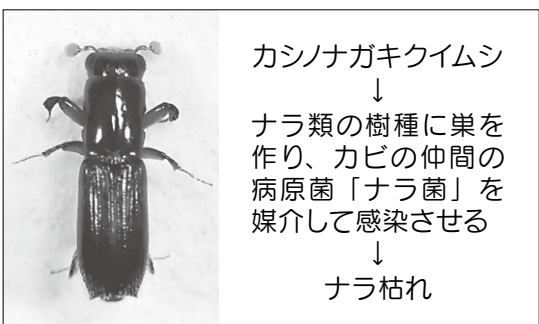 カシノナガキクイムシ
↓
ナラ類の樹種に巣を
作り、カビの仲間の
病原菌「ナラ菌」を
媒介して感染させる
↓
ナラ枯れ